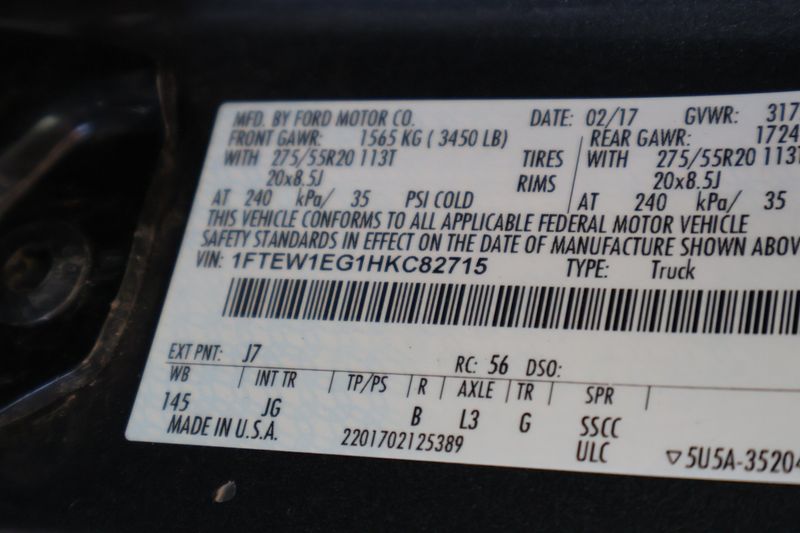 MFD. BY FORD MOTOR CO. DATE: 02/17 GVWR: 317
FRONT GAWR: 1565 KG ( 3450 LB) REAR GAWR: 1724
WITH 275/55R20 113T TIRES WITH 275/55R20 113T
20x8.5J RIMS 20x8.5J
AT 240 kPa/ 35 PSI COLD AT 240 kPa/ 35
THIS VEHICLE CONFORMS TO ALL APPLICABLE FEDERAL MOTOR VEHICLE
SAFETY STANDARDS IN EFFECT ON THE DATE OF MANUFACTURE SHOWN ABOV
VIN: 1FTEW1EG1HKC82715 TYPE: Truck
EXT PNT: J7 RC: 56 DSO:
WB INT TR TP/PS R AXLE TR SPR
145 JG B L3 G SSCC
MADE IN U.S.A. 2201702125389 ULC ▽5U5A-35204